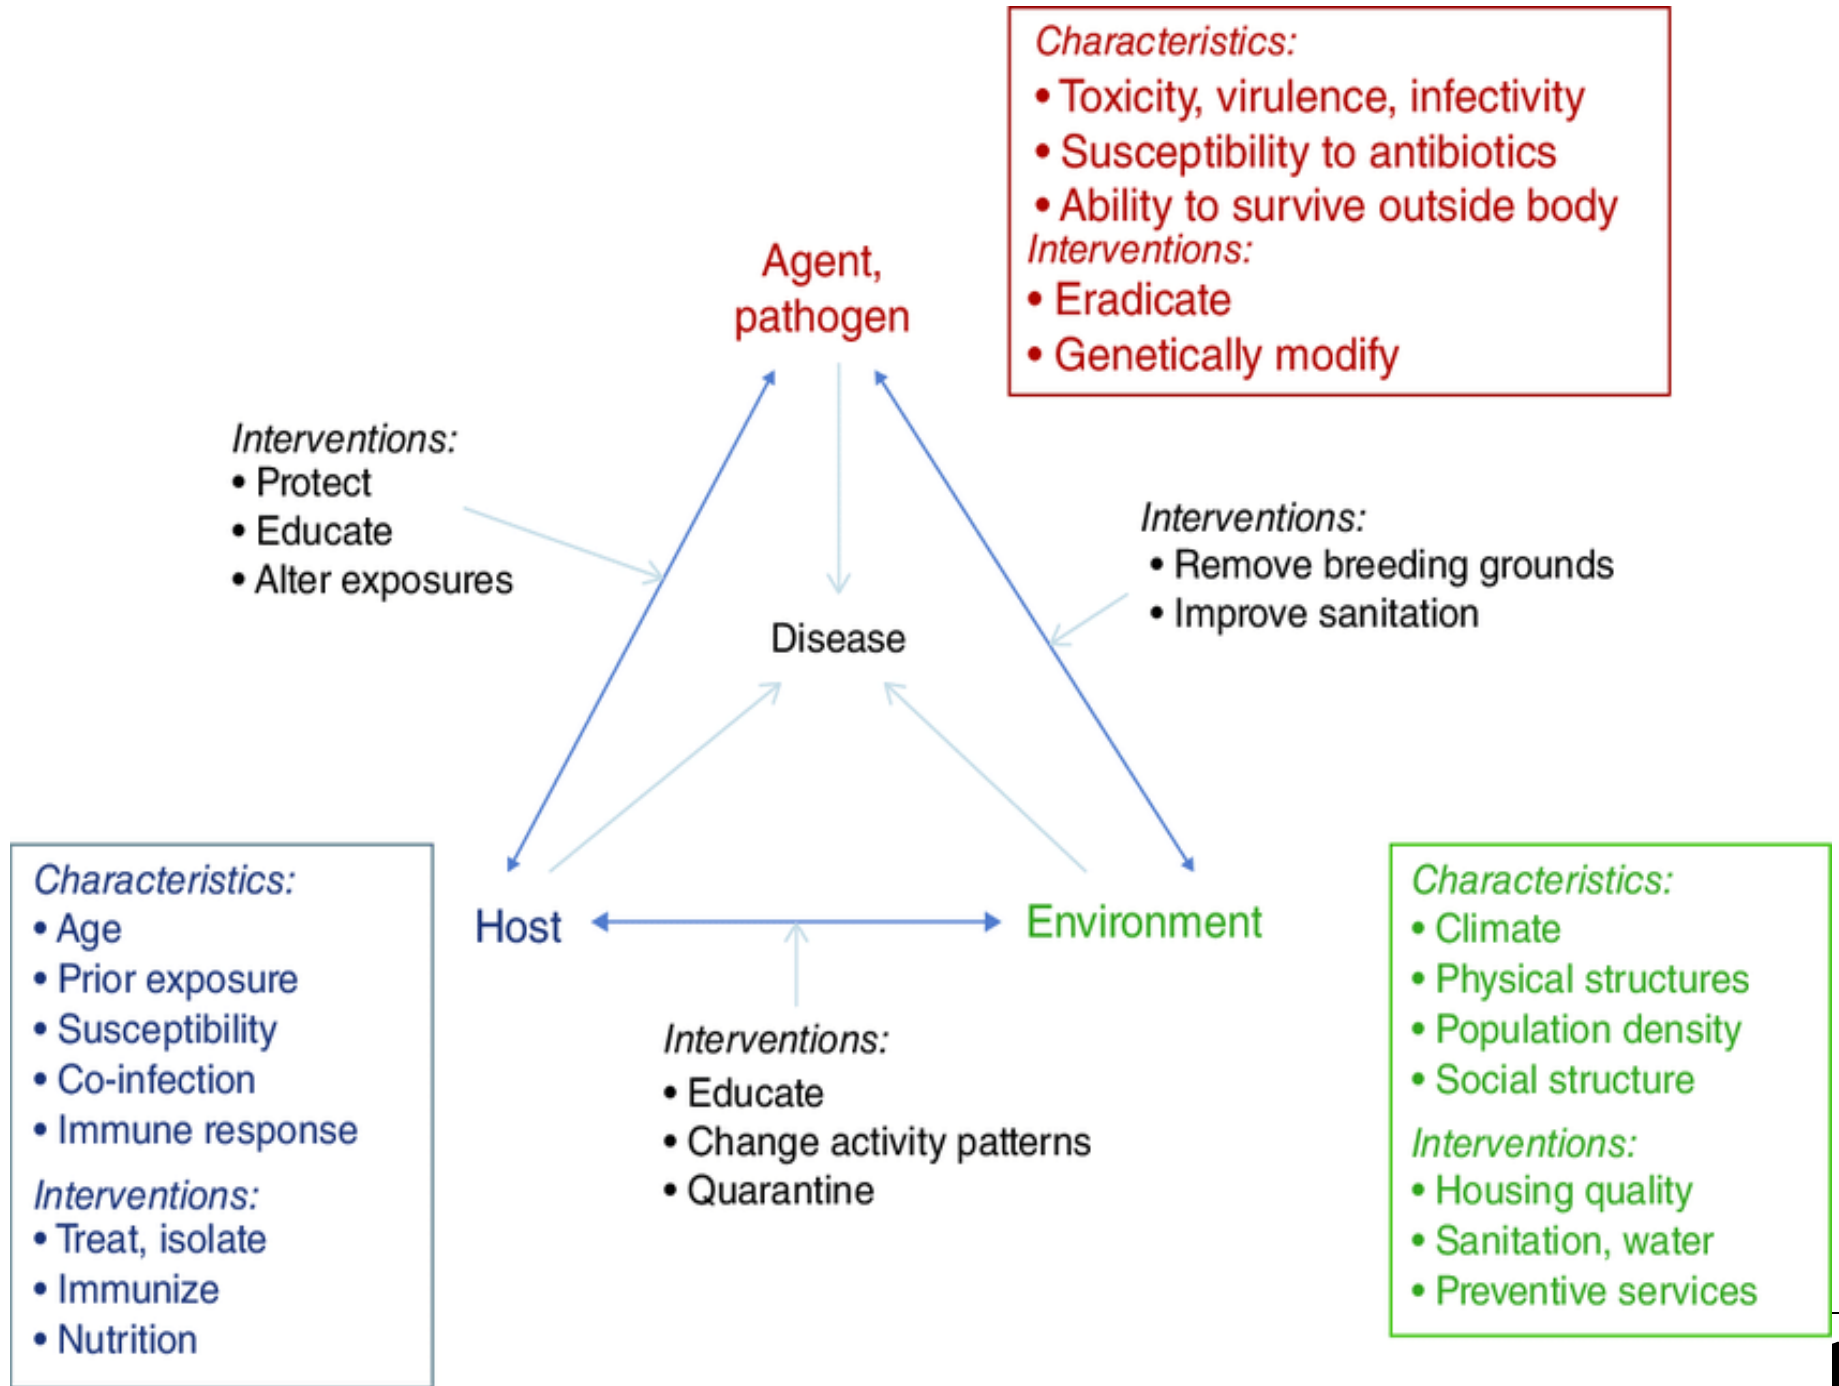 Characteristics:
• Toxicity, virulence, infectivity
• Susceptibility to antibiotics
• Ability to survive outside body
Interventions:
• Eradicate
• Genetically modify
Agent,
pathogen
Interventions:
• Protect
• Educate
• Alter exposures
Interventions:
• Remove breeding grounds
• Improve sanitation
Disease
Host
Environment
Characteristics:
• Age
• Prior exposure
• Susceptibility
• Co-infection
• Immune response
Interventions:
• Treat, isolate
• Immunize
• Nutrition
Interventions:
• Educate
• Change activity patterns
• Quarantine
Characteristics:
• Climate
• Physical structures
• Population density
• Social structure
Interventions:
• Housing quality
• Sanitation, water
• Preventive services